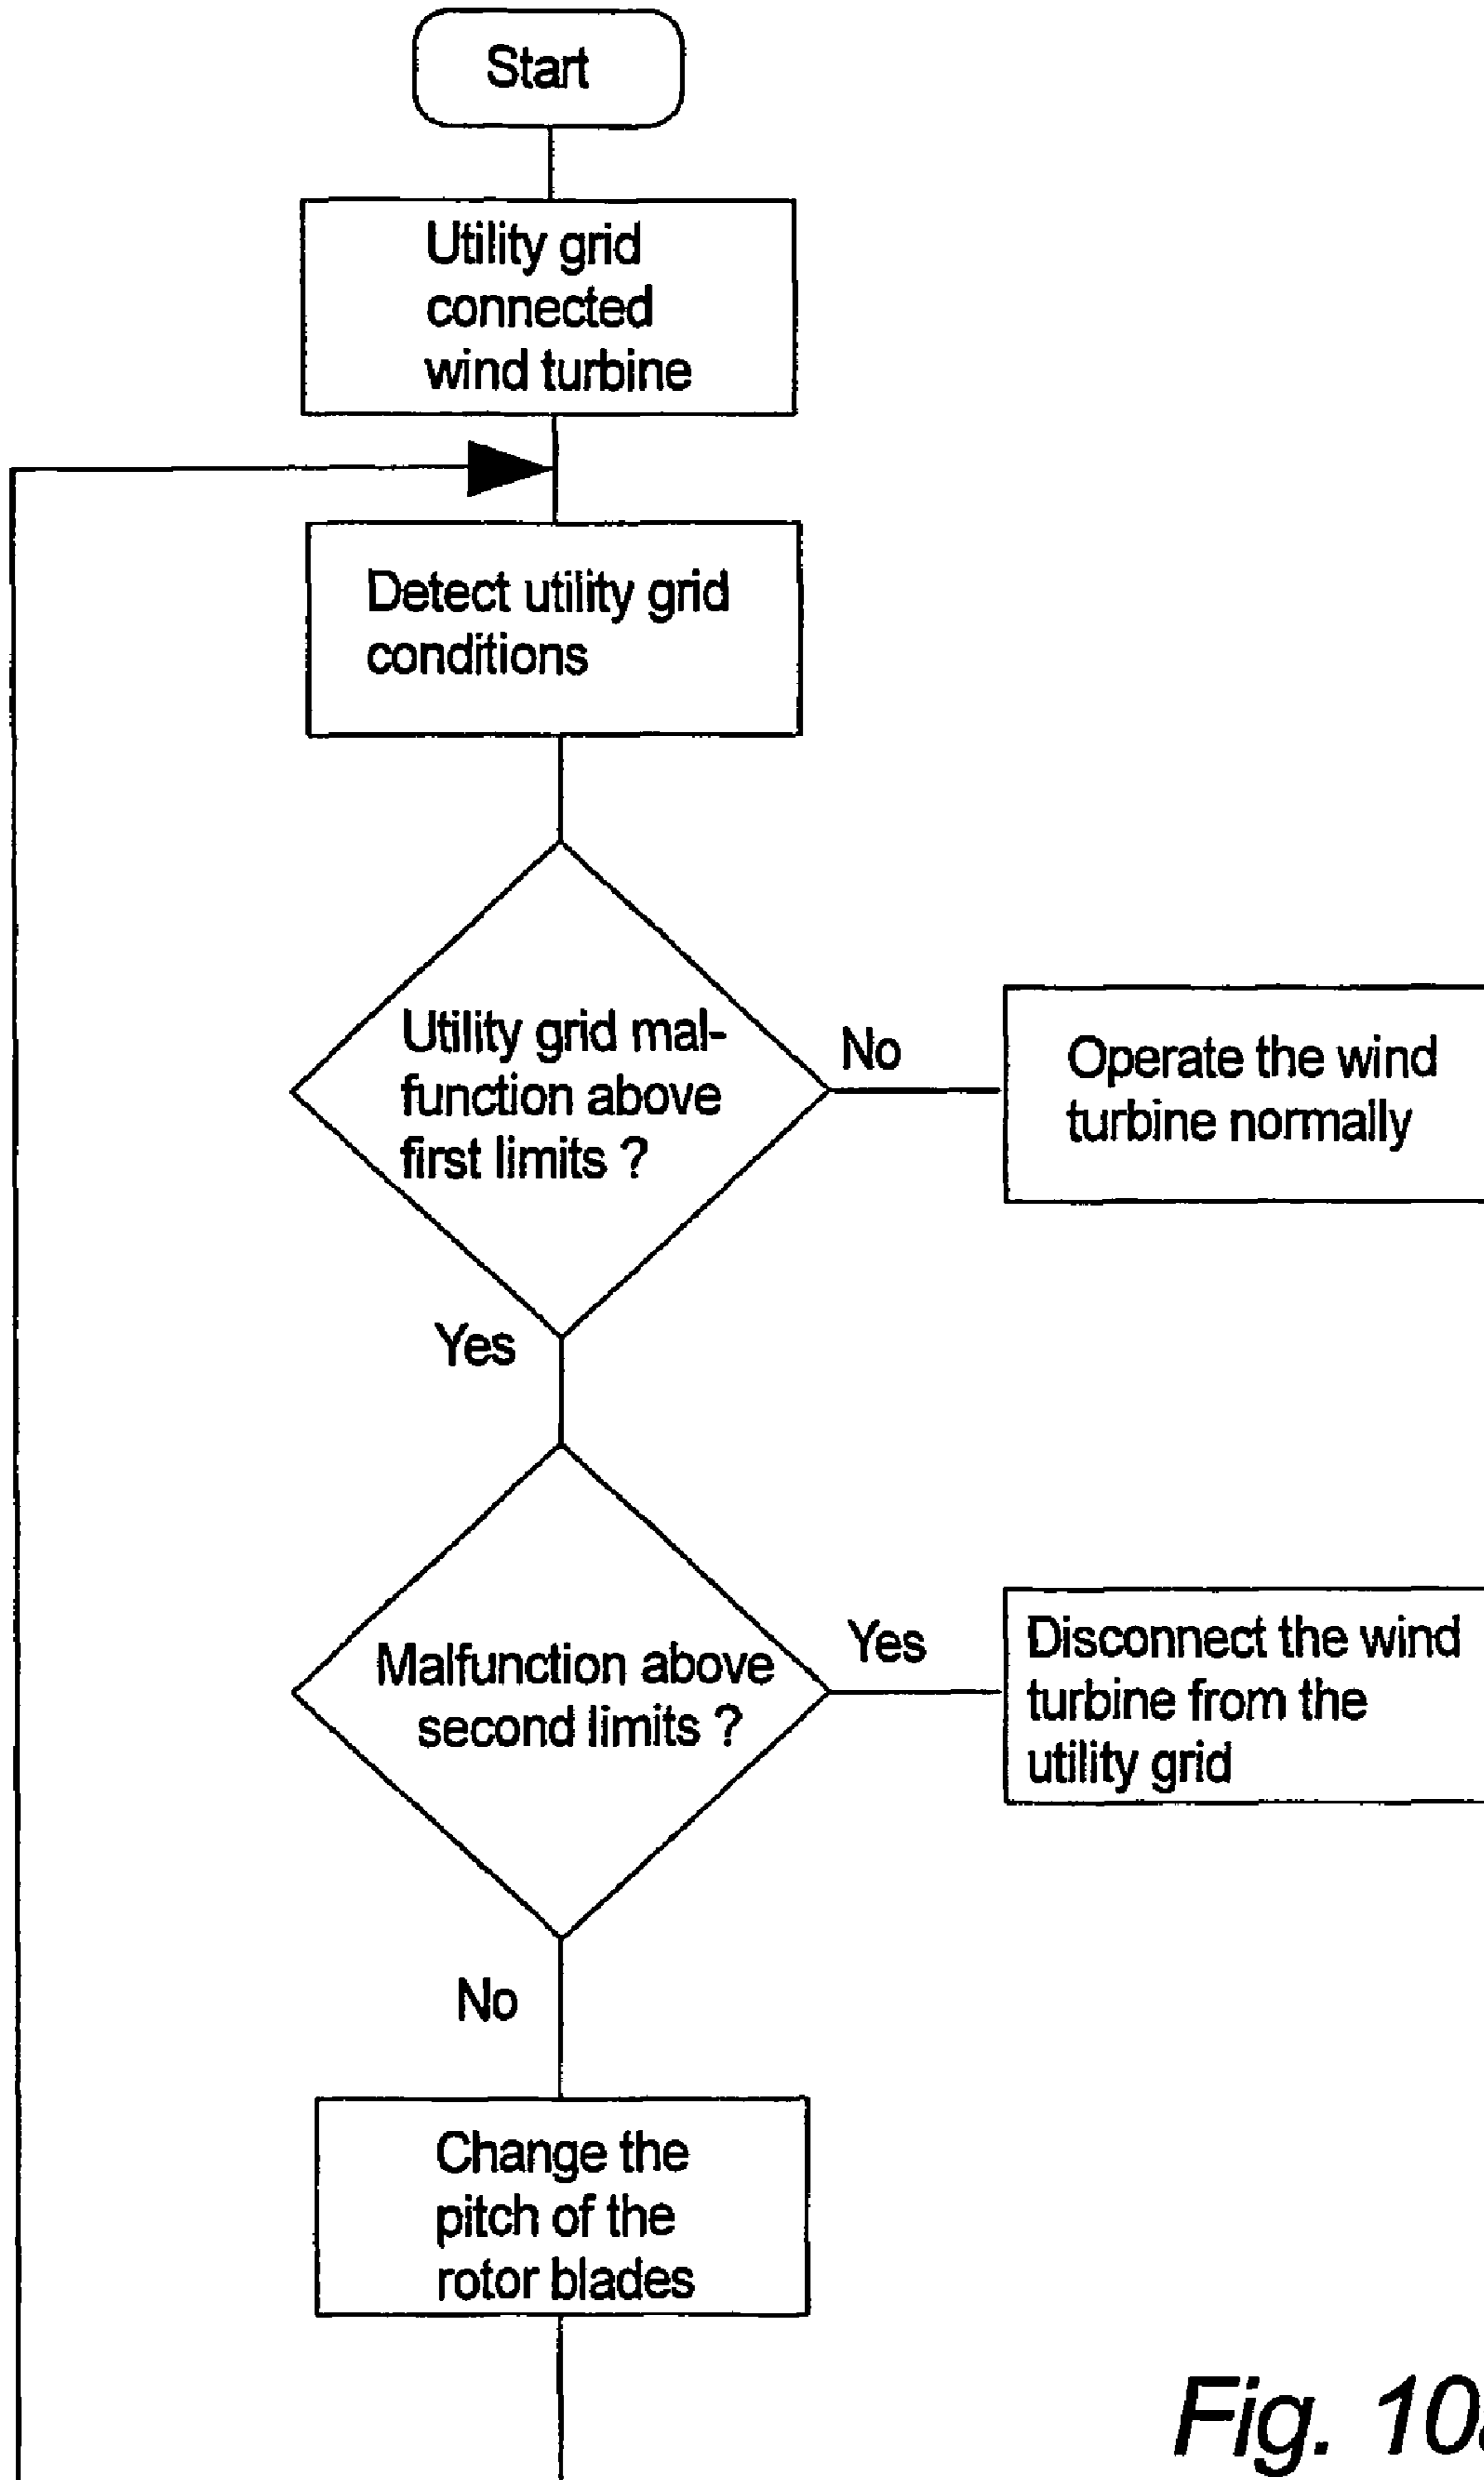 Start
Utility grid
connected
wind turbine
Detect utility grid
conditions
Utility grid mal-
function above
first limits ?
No
Operate the wind
turbine normally
Yes
Malfunction above
second limits ?
Yes
Disconnect the wind
turbine from the
utility grid
No
Change the
pitch of the
rotor blades
Fig. 10a